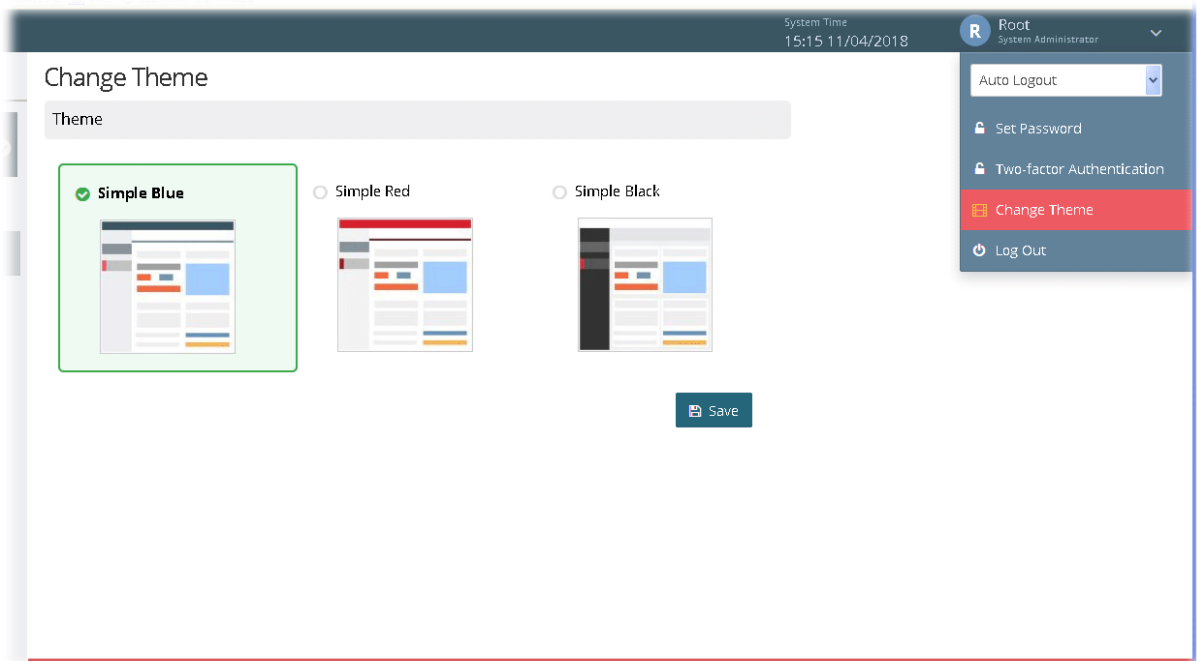 System Time
15:15 11/04/2018
R
Root
System Administrator
Change Theme
Auto Logout
Theme
Set Password
Two-factor Authentication
Change Theme
Log Out
Simple Blue
Simple Red
Simple Black
Save